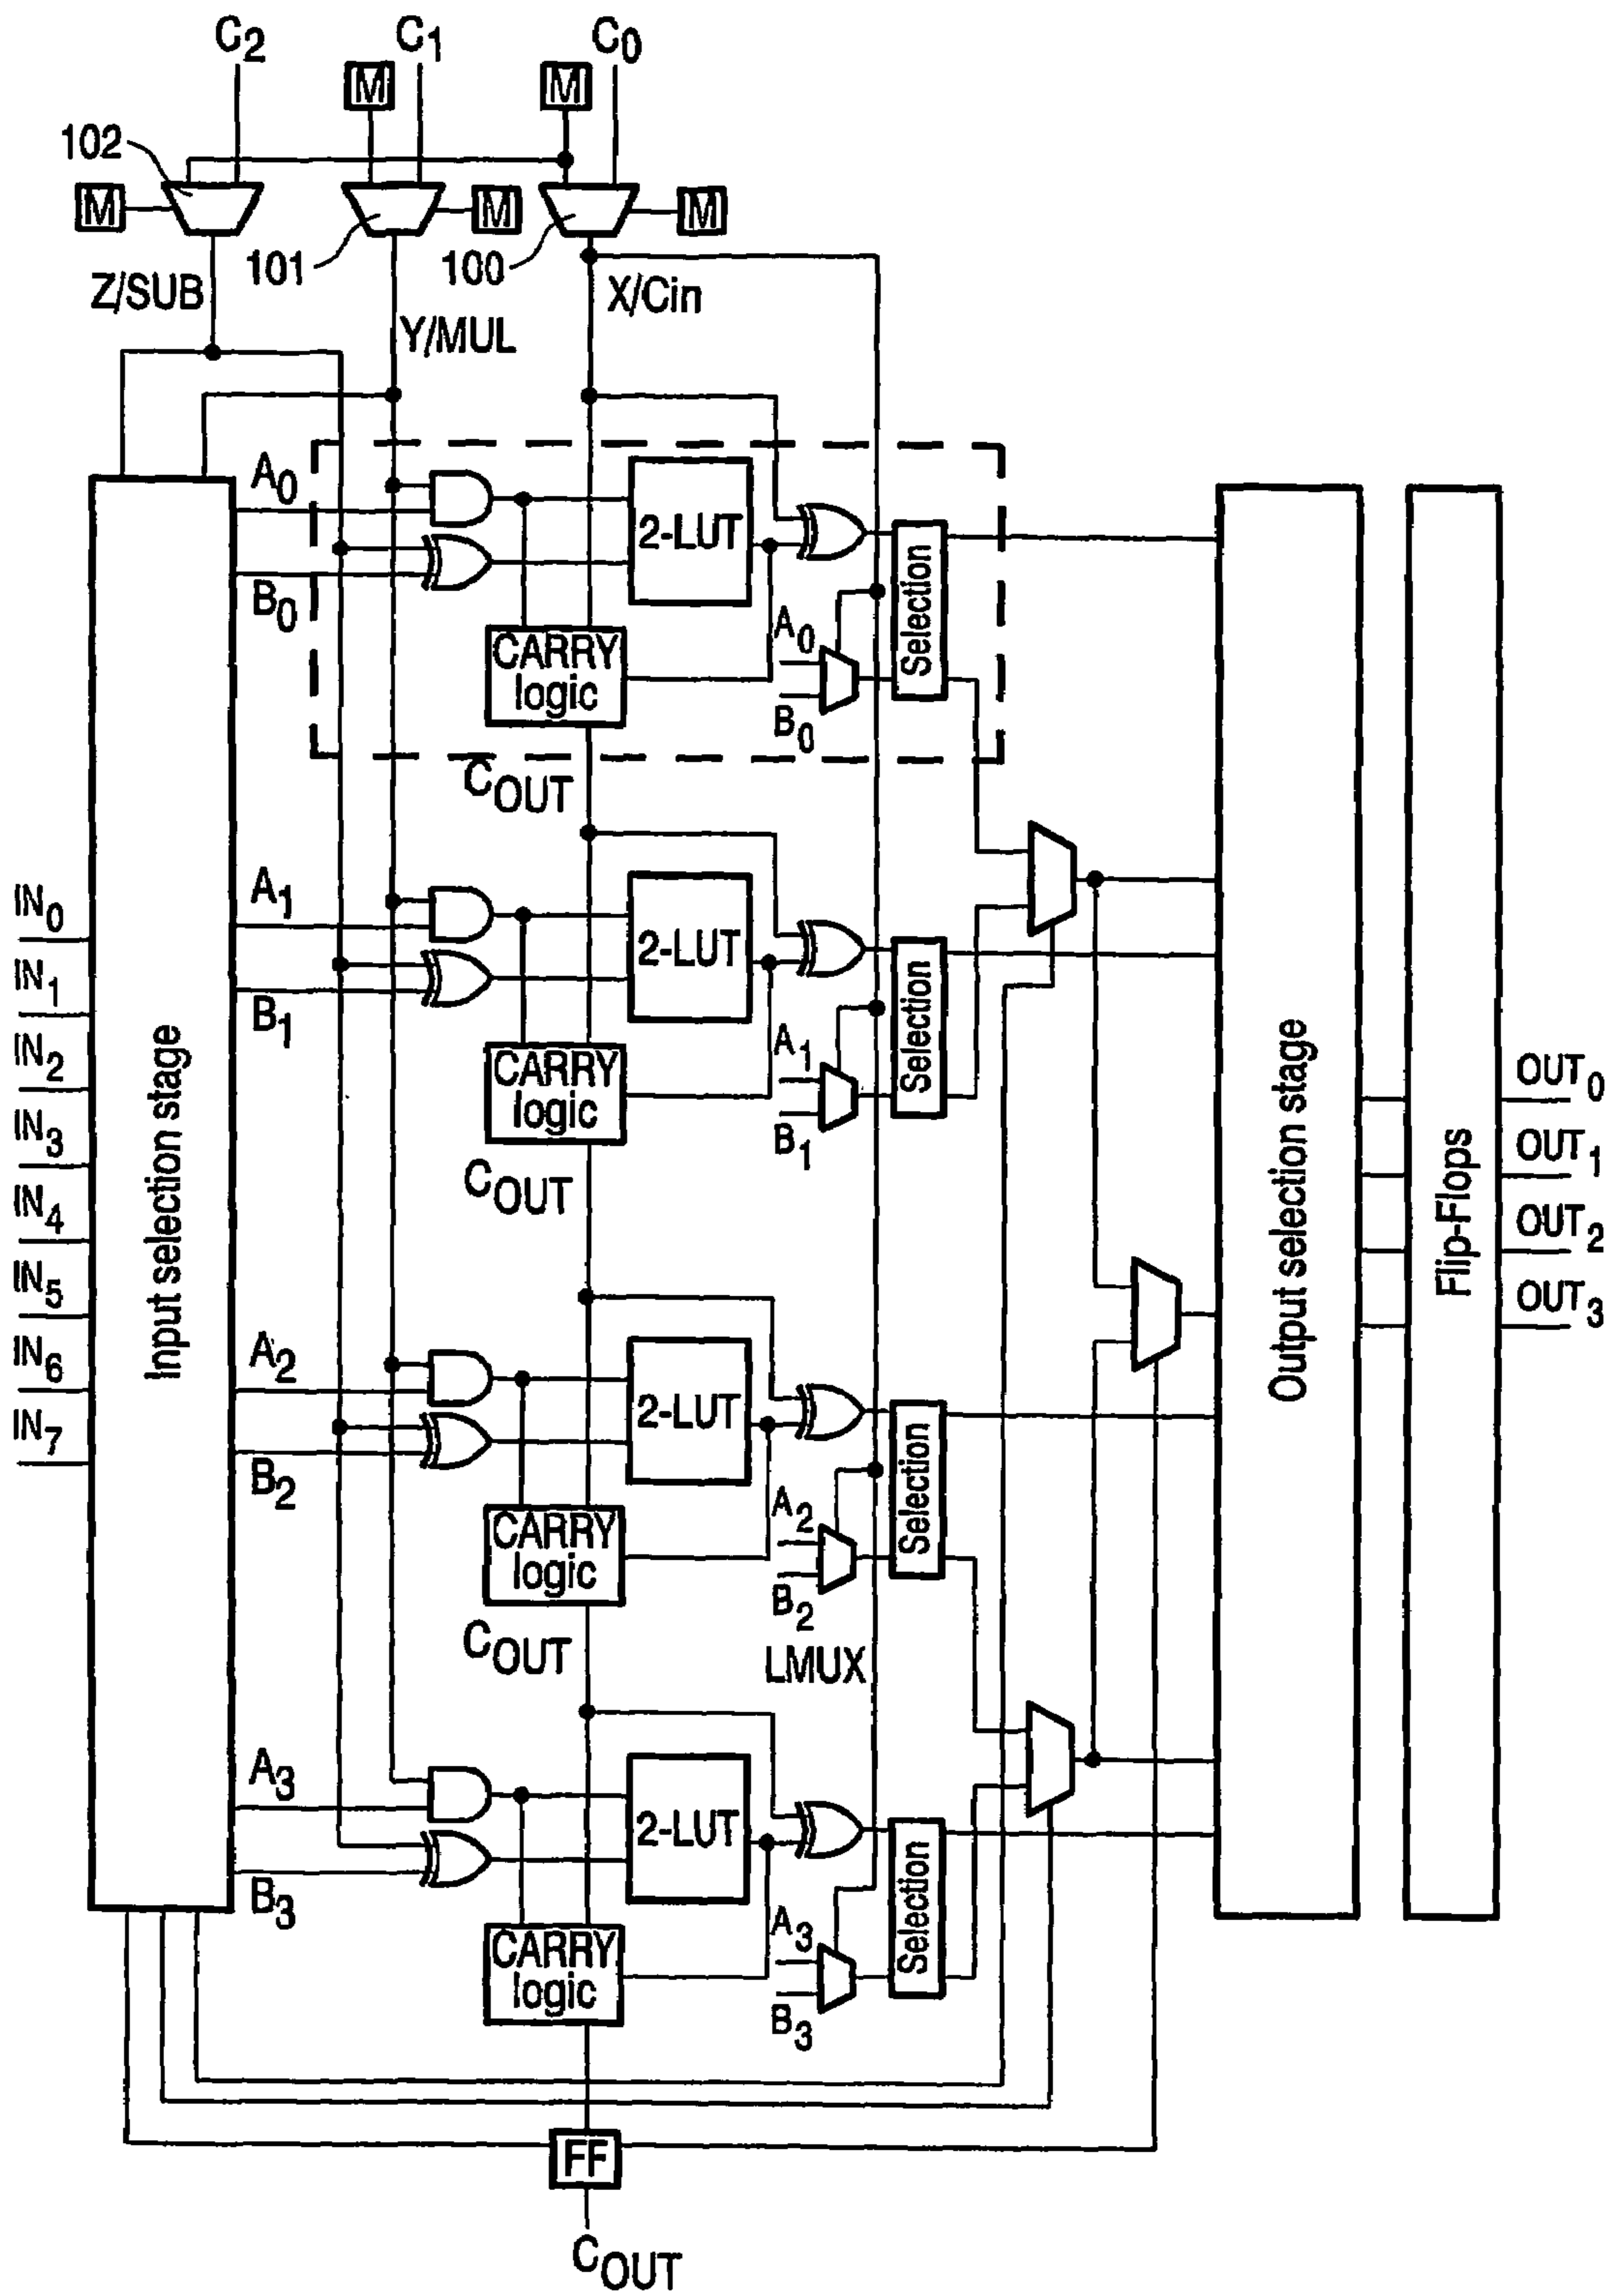 C2 C1 C0
M M
102
M M M
101 100
Z/SUB X/Cin
Y/MUL
A0
2-LUT
B0
Selection
A0
CARRY
logic
B0
COUT
A1
IN0
2-LUT
IN1
B1
Selection
A1
IN2
CARRY
logic
B1
OUT0
IN3
OUT1
COUT
IN4
OUT2
IN5
OUT3
Input selection stage
Output selection stage
Flip-Flops
IN6
A2
2-LUT
IN7
B2
Selection
A2
CARRY
logic
B2
COUT
LMUX
A3
2-LUT
B3
Selection
A3
CARRY
logic
B3
FF
COUT